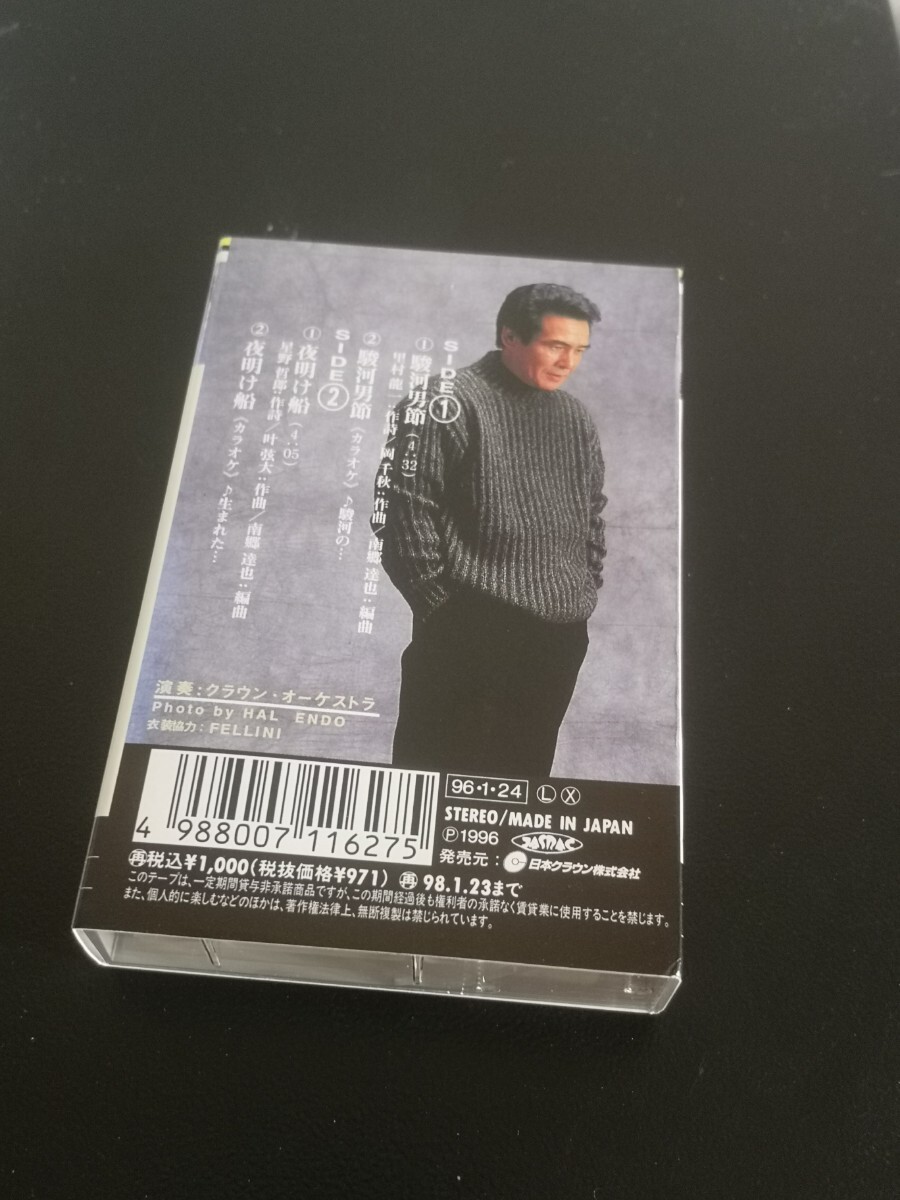 SIDE①
①駿河男節(4:32)
里村龍一:作詩/岡千秋:作曲/南郷達也:編曲
②駿河男節(カラオケ)♪駿河の…
SIDE②
①夜明け船(4:05)
星野哲郎:作詩/叶弦大:作曲/南郷達也:編曲
②夜明け船(カラオケ)♪生まれた…
演奏:クラウン・オーケストラ
Photo by HAL ENDO
衣装協力:FELLINI
96・1・24 Ⓛ Ⓧ
STEREO/MADE IN JAPAN
Ⓟ1996 JASRAC
発売元: 日本クラウン株式会社
4 988007 116275
㊢税込¥1,000(税抜価格¥971) 再 98.1.23まで
このテープは、一定期間貸与非承諾商品ですが、この期間経過後も権利者の承諾なく賃貸業に使用することを禁じます。
また、個人的に楽しむなどのほかは、著作権法上、無断複製は禁じられています。